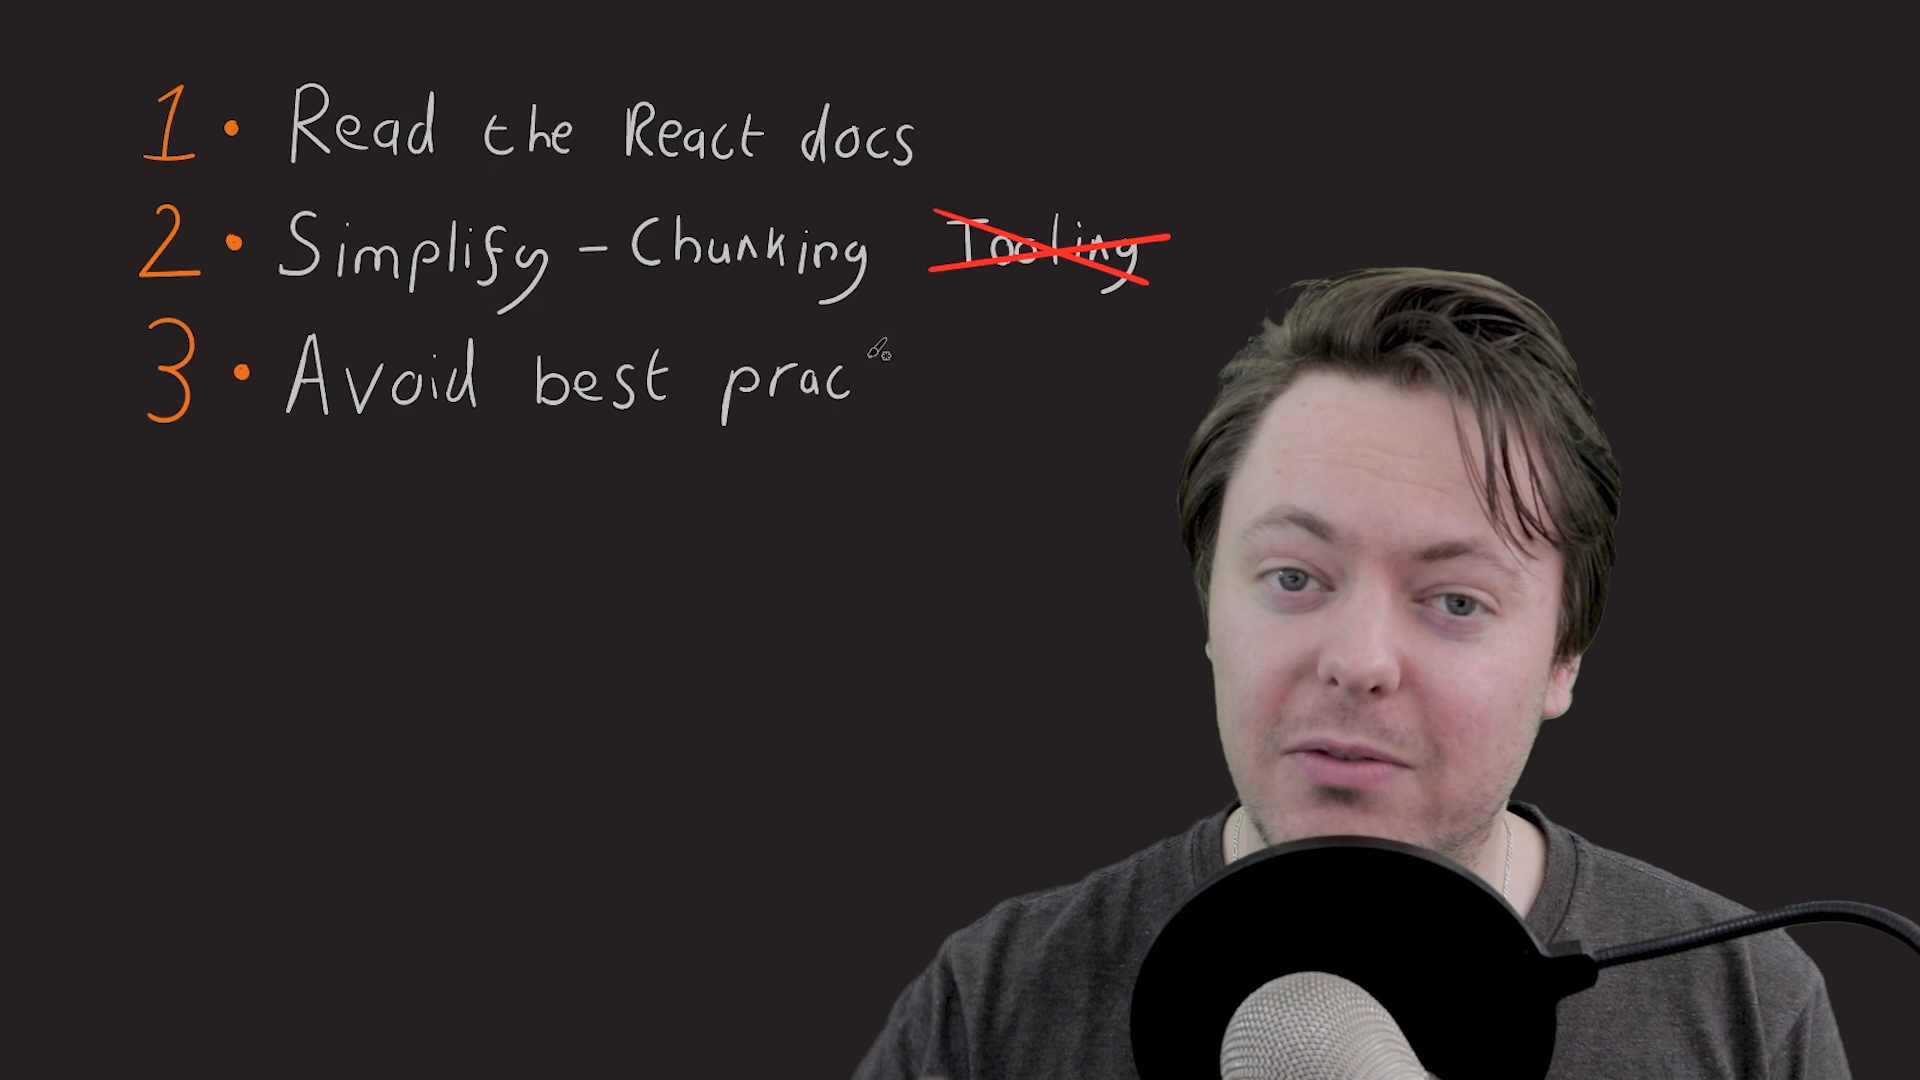 1. Read the React docs
2. Simplify - Chunking Tooling
3. Avoid best prac